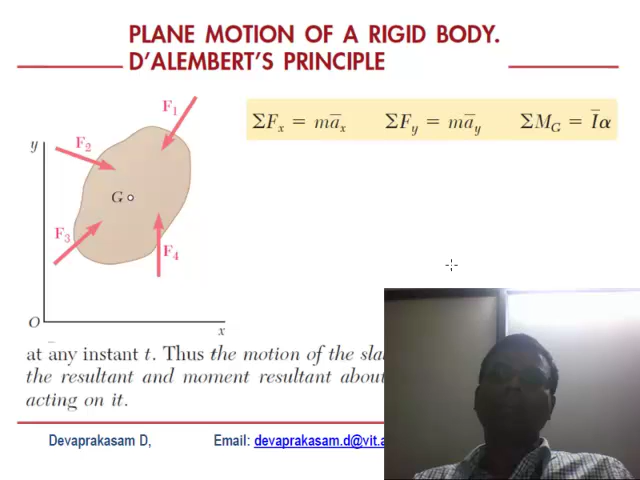 PLANE MOTION OF A RIGID BODY.
D'ALEMBERT'S PRINCIPLE
ΣFx = māx ΣFy = māy ΣMG = Īα
F1
F2
y
G
F3
F4
O
x
at any instant t. Thus the motion of the sla
the resultant and moment resultant about
acting on it.
Devaprakasam D, Email: devaprakasam.d@vit.a